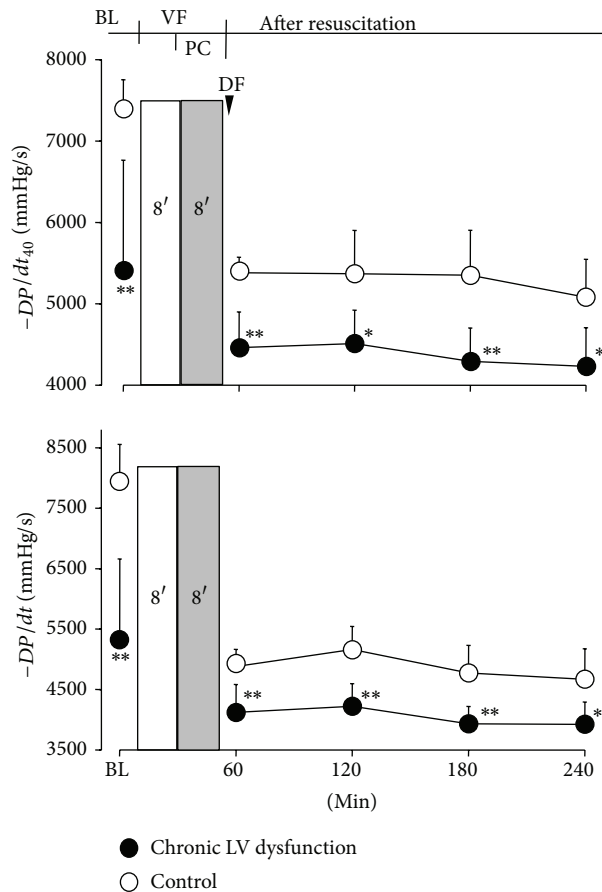 BL VF After resuscitation
PC
DF
8000
7000
6000
5000
4000
−DP/dt₄₀ (mmHg/s)
8′ 8′
** ** * ** *
8500
7500
6500
5500
4500
3500
−DP/dt (mmHg/s)
8′ 8′
** ** ** ** *
BL 60 120 180 240
(Min)
Chronic LV dysfunction
Control